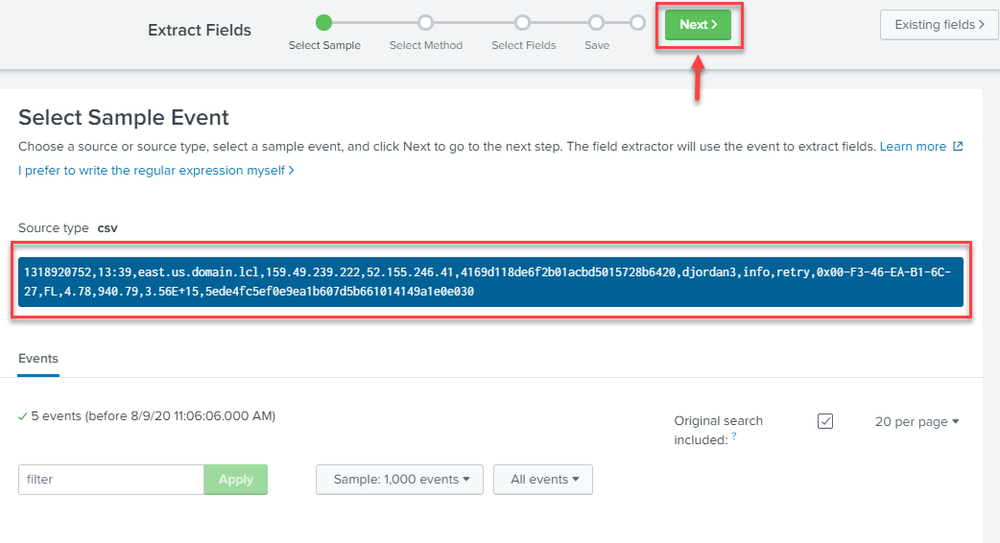 Extract Fields
Select Sample
Select Method
Select Fields
Save
Next >
Existing fields >
Select Sample Event
Choose a source or source type, select a sample event, and click Next to go to the next step. The field extractor will use the event to extract fields. Learn more
I prefer to write the regular expression myself >
Source type csv
1318920752,13:39,east.us.domain.lcl,159.49.239.222,52.155.246.41,4169d118de6f2b01acbd5015728b6420,djordan3,info,retry,0x00-F3-46-EA-B1-6C-
27,FL,4.78,940.79,3.56E+15,5ede4fc5ef0e9ea1b607d5b661014149a1e0e030
Events
✓ 5 events (before 8/9/20 11:06:06.000 AM)
Original search
included: ?
20 per page
filter
Apply
Sample: 1,000 events
All events